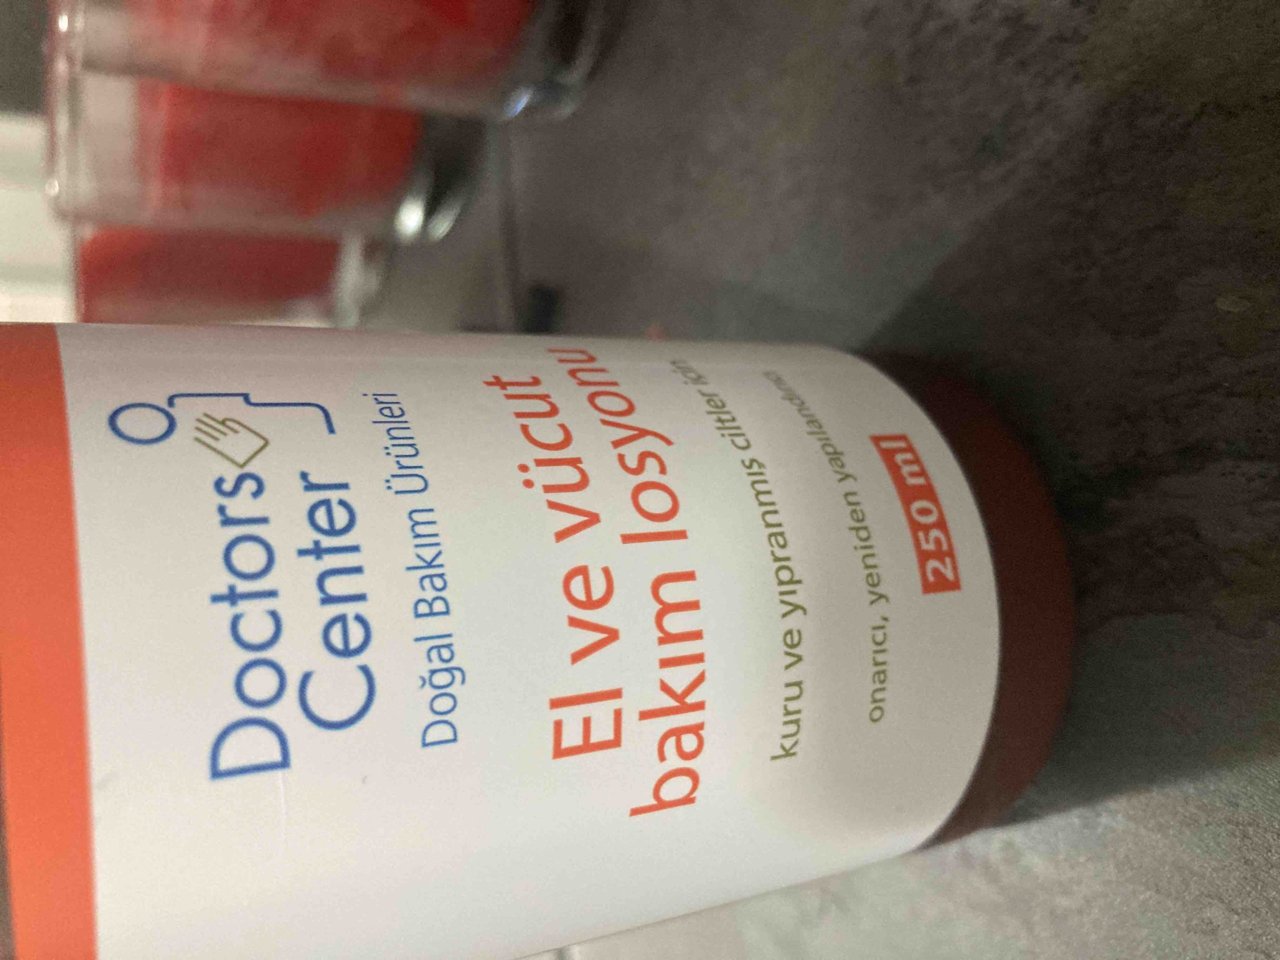 Doctors
Center
Doğal Bakım Ürünleri
El ve vücut
bakım losyonu
kuru ve yıpranmış ciltler için
onarıcı, yeniden yapılandırıcı
250 ml